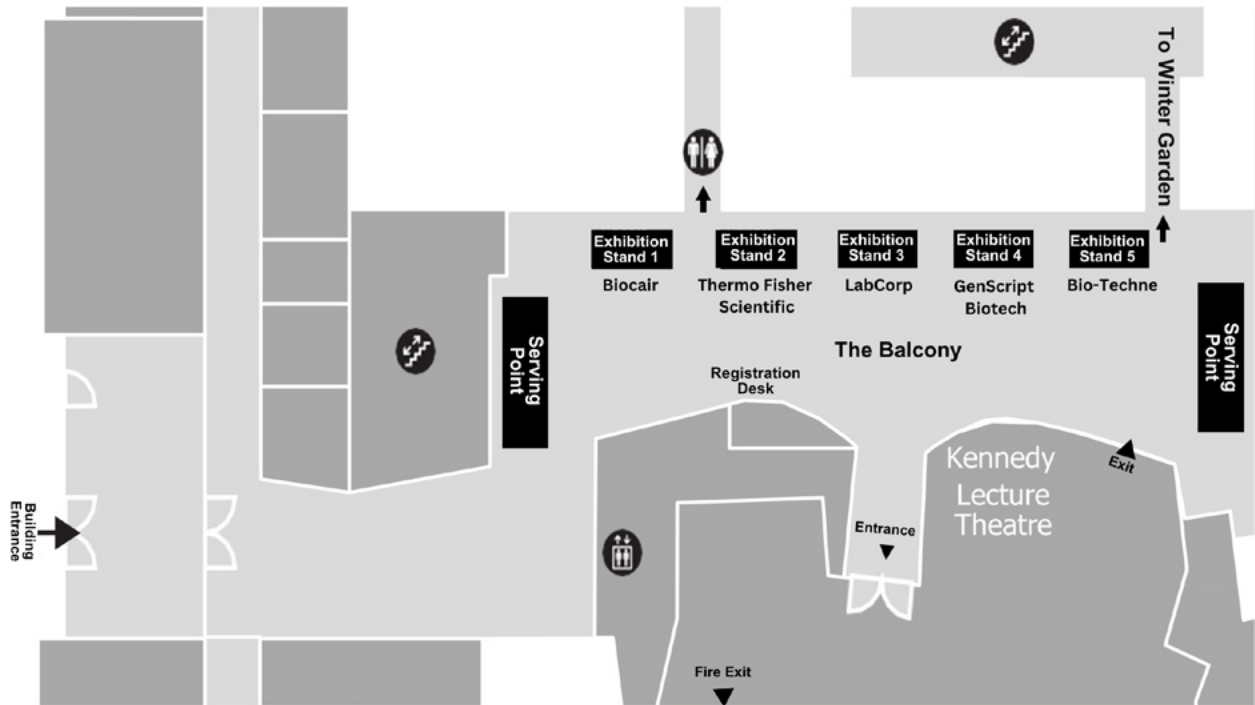 To Winter Garden
Exhibition
Stand 1
Exhibition
Stand 2
Exhibition
Stand 3
Exhibition
Stand 4
Exhibition
Stand 5
Biocair
Thermo Fisher
Scientific
LabCorp
GenScript
Biotech
Bio-Techne
Serving
Point
The Balcony
Serving
Point
Registration
Desk
Kennedy
Lecture
Theatre
Exit
Building
Entrance
Entrance
Fire Exit